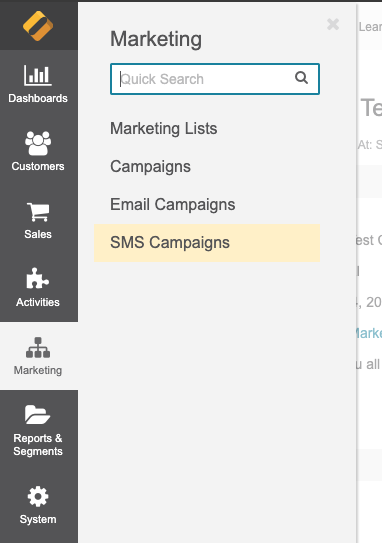 Marketing
Quick Search
Marketing Lists
Campaigns
Email Campaigns
SMS Campaigns
Dashboards
Customers
Sales
Activities
Marketing
Reports &
Segments
System
Lear
Te
At: S
est C
l
, 20
Marke
u all